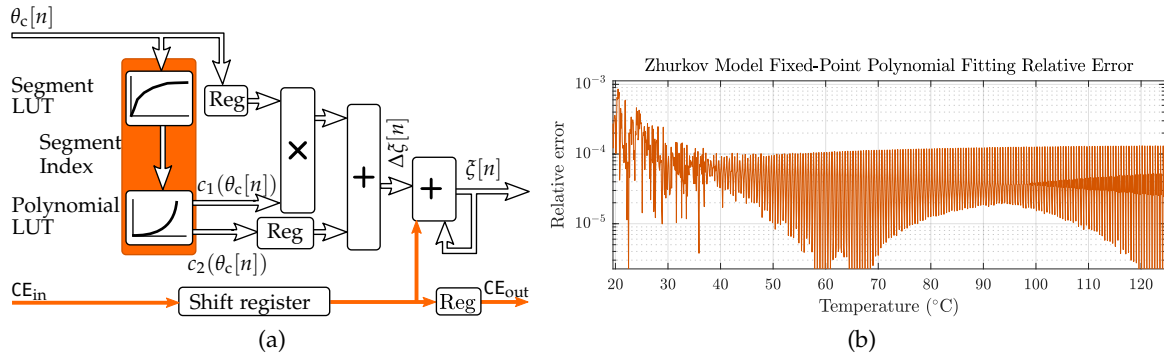 θc[n]
Segment
LUT
Reg
Segment
Index
×
+
Δξ[n]
+
ξ[n]
c₁(θc[n])
Polynomial
LUT
Reg
c₂(θc[n])
CEin
Shift register
Reg
CEout
(a)
Zhurkov Model Fixed-Point Polynomial Fitting Relative Error
Relative error
10⁻³
10⁻⁴
10⁻⁵
20 30 40 50 60 70 80 90 100 110 120
Temperature (°C)
(b)